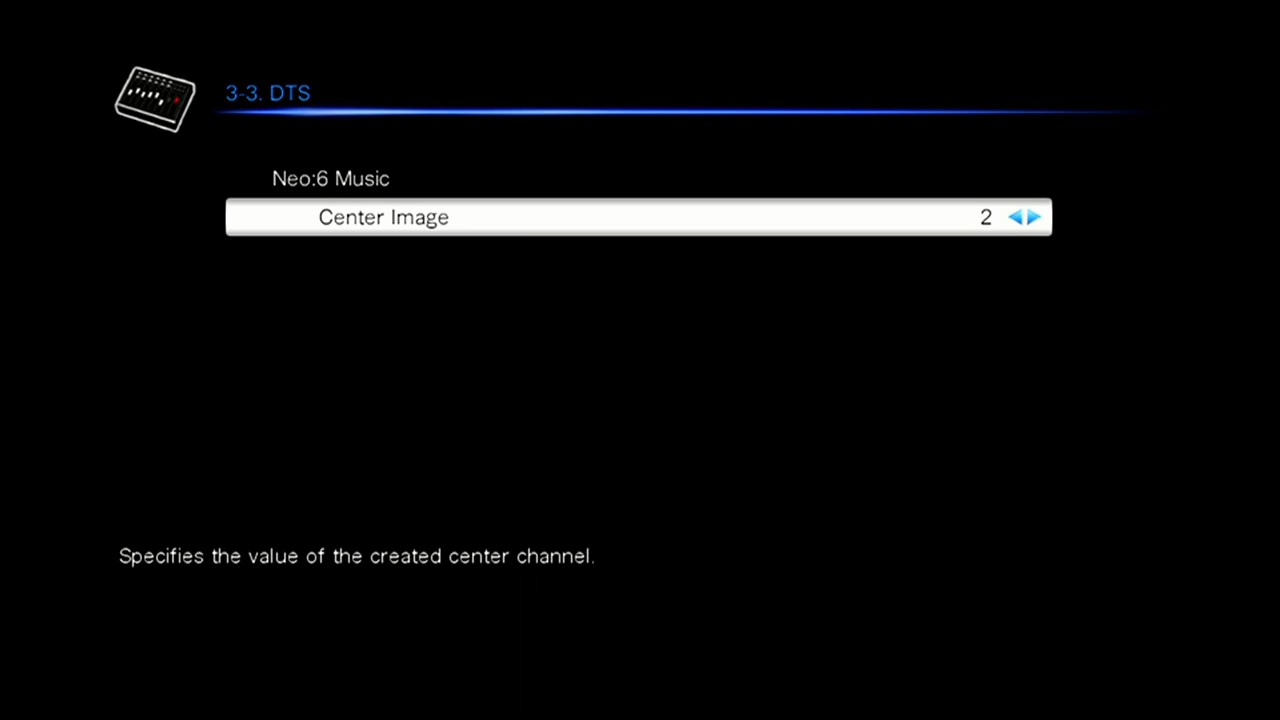 3-3. DTS
Neo:6 Music
Center Image 2
Specifies the value of the created center channel.